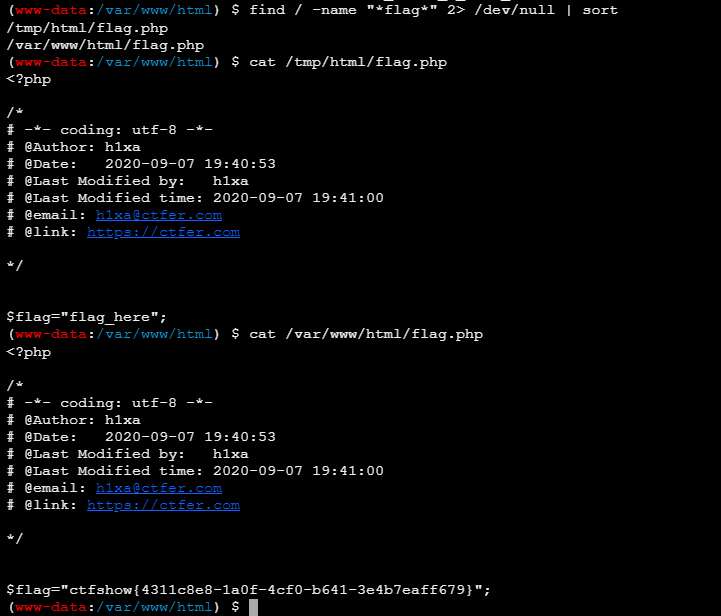 (www-data:/var/www/html) $ find / -name "*flag*" 2> /dev/null | sort
/tmp/html/flag.php
/var/www/html/flag.php
(www-data:/var/www/html) $ cat /tmp/html/flag.php
<?php
/*
# -*- coding: utf-8 -*-
# @Author: h1xa
# @Date:   2020-09-07 19:40:53
# @Last Modified by:   h1xa
# @Last Modified time: 2020-09-07 19:41:00
# @email: h1xa@ctfer.com
# @link: https://ctfer.com
*/
$flag="flag_here";
(www-data:/var/www/html) $ cat /var/www/html/flag.php
<?php
/*
# -*- coding: utf-8 -*-
# @Author: h1xa
# @Date:   2020-09-07 19:40:53
# @Last Modified by:   h1xa
# @Last Modified time: 2020-09-07 19:41:00
# @email: h1xa@ctfer.com
# @link: https://ctfer.com
*/
$flag="ctfshow{4311c8e8-1a0f-4cf0-b641-3e4b7eaff679}";
(www-data:/var/www/html) $